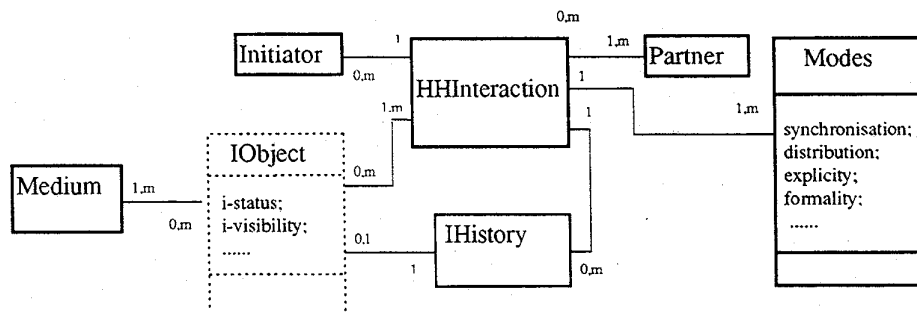 0,m
Initiator
1
HHInteraction
1,m
Partner
Modes
0,m
1
1,m
1
1,m
synchronisation;
distribution;
explicity;
formality;
......
IObject
0,m
Medium
1,m
0,m
i-status;
i-visibility;
......
0,1
1
IHistory
0,m